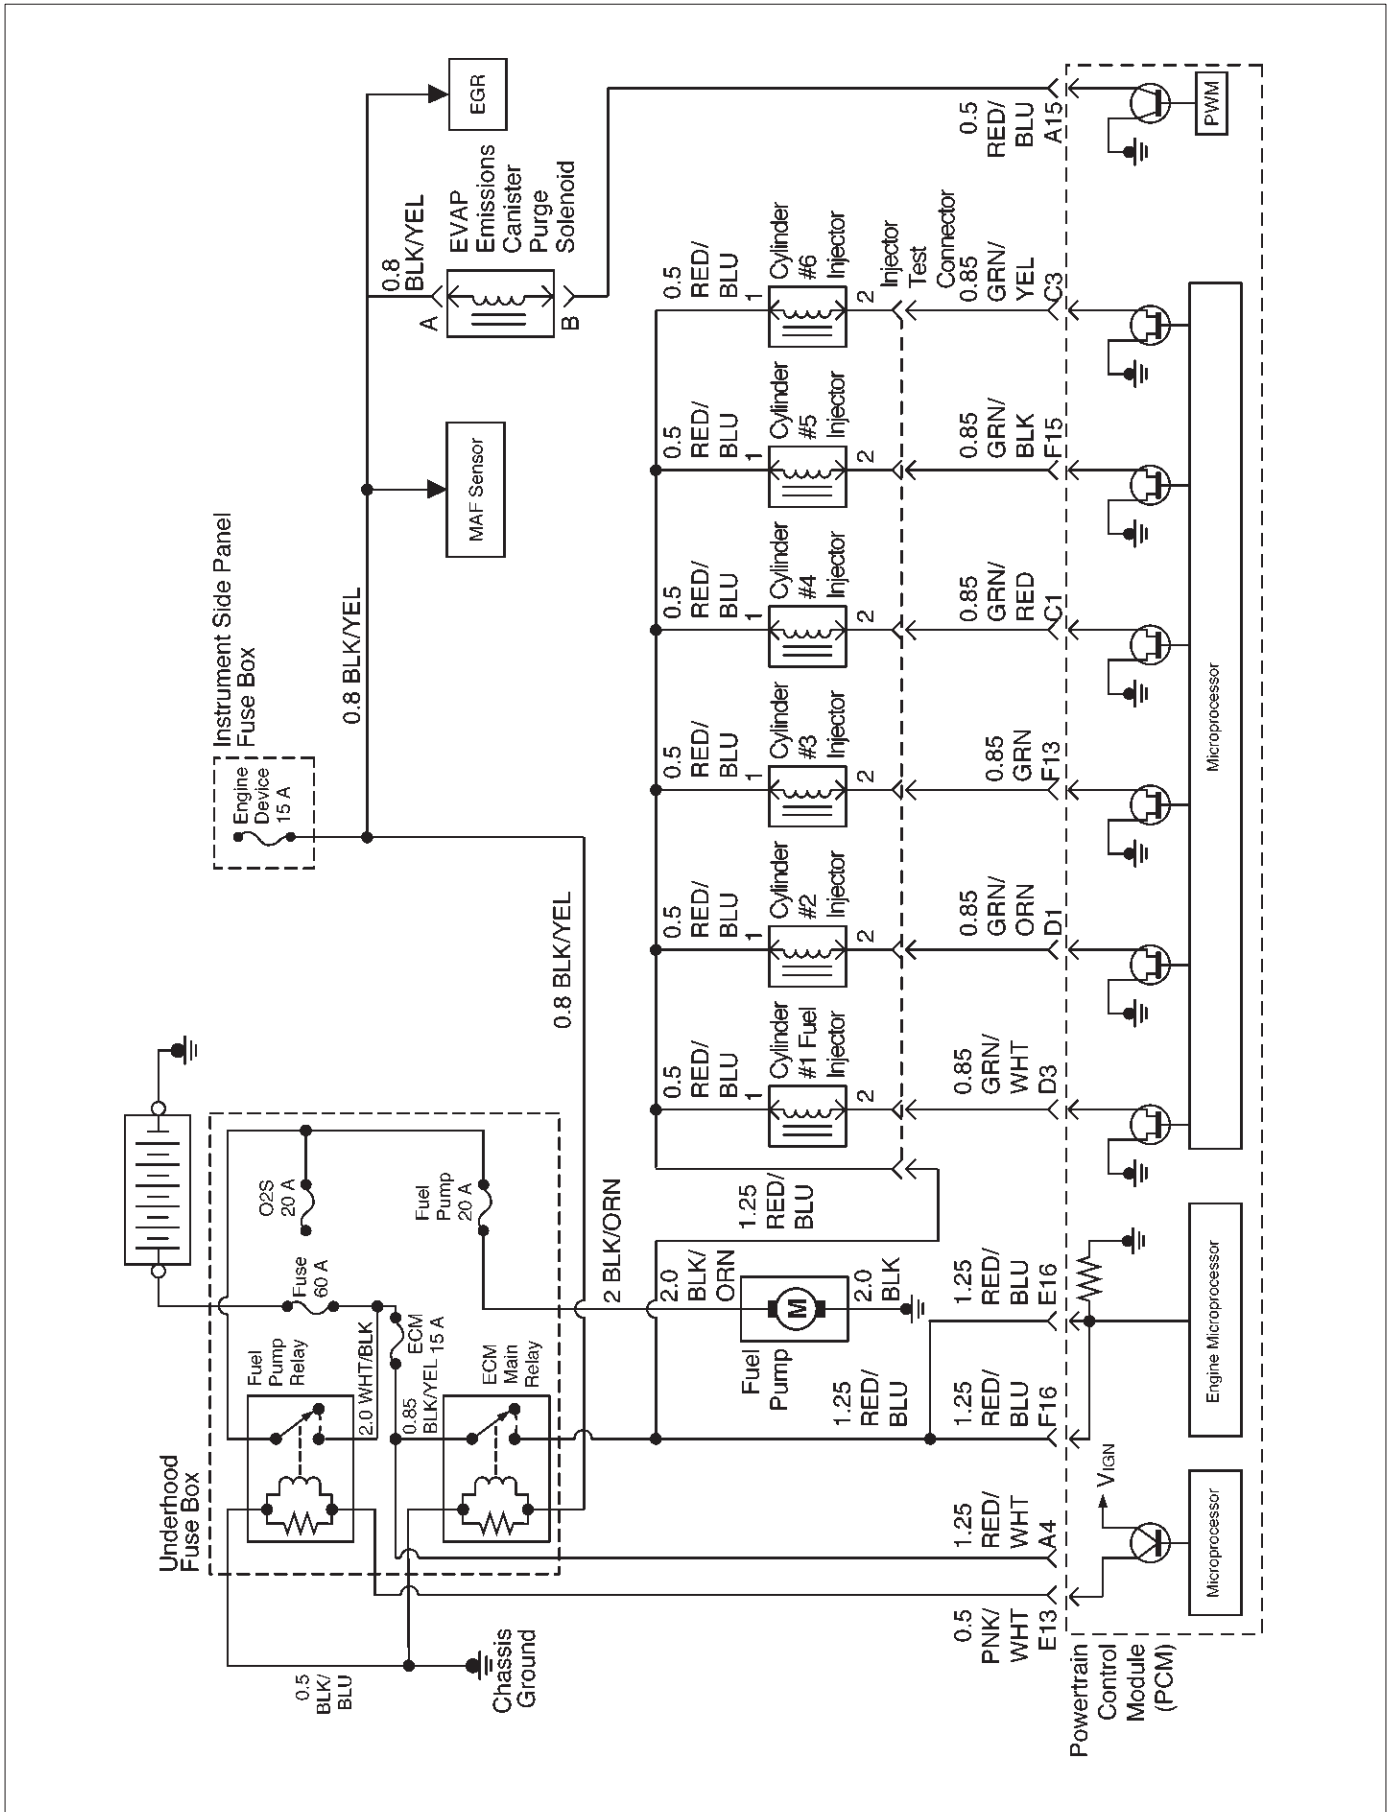 Underhood
Fuse Box
Fuel
Pump
Relay
Fuse
60 A
O2S
20 A
Fuel
Pump
20 A
2.0 WHT/BLK
ECM
15 A
0.85
BLK/YEL
ECM
Main
Relay
0.5
BLK/
BLU
Chassis
Ground
Instrument Side Panel
Fuse Box
Engine
Device
15 A
0.8 BLK/YEL
0.8 BLK/YEL
MAF Sensor
EGR
0.8
BLK/YEL
A
B
EVAP
Emissions
Canister
Purge
Solenoid
2 BLK/ORN
2.0
BLK/
ORN
M
Fuel
Pump
2.0
BLK
1.25
RED/
BLU
1.25
RED/
BLU
0.5
RED/
BLU
1
Cylinder
#1 Fuel
Injector
2
0.5
RED/
BLU
1
Cylinder
#2
Injector
2
0.5
RED/
BLU
1
Cylinder
#3
Injector
2
0.5
RED/
BLU
1
Cylinder
#4
Injector
2
0.5
RED/
BLU
1
Cylinder
#5
Injector
2
0.5
RED/
BLU
1
Cylinder
#6
Injector
2
Injector
Test
Connector
0.5
PNK/
WHT
E13
1.25
RED/
WHT
A4
1.25
RED/
BLU
F16
1.25
RED/
BLU
E16
0.85
GRN/
WHT
D3
0.85
GRN/
ORN
D1
0.85
GRN
F13
0.85
GRN/
RED
C1
0.85
GRN/
BLK
F15
0.85
GRN/
YEL
C3
0.5
RED/
BLU
A15
Powertrain
Control
Module
(PCM)
VIGN
Microprocessor
Engine Microprocessor
Microprocessor
PWM